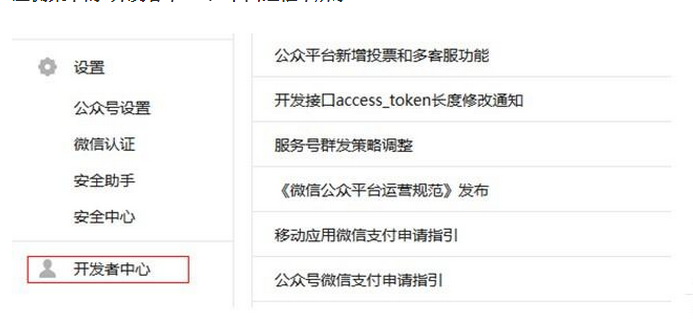 设置
公众号设置
微信认证
安全助手
安全中心
开发者中心
公众平台新增投票和多客服功能
开发接口access_token长度修改通知
服务号群发策略调整
《微信公众平台运营规范》发布
移动应用微信支付申请指引
公众号微信支付申请指引